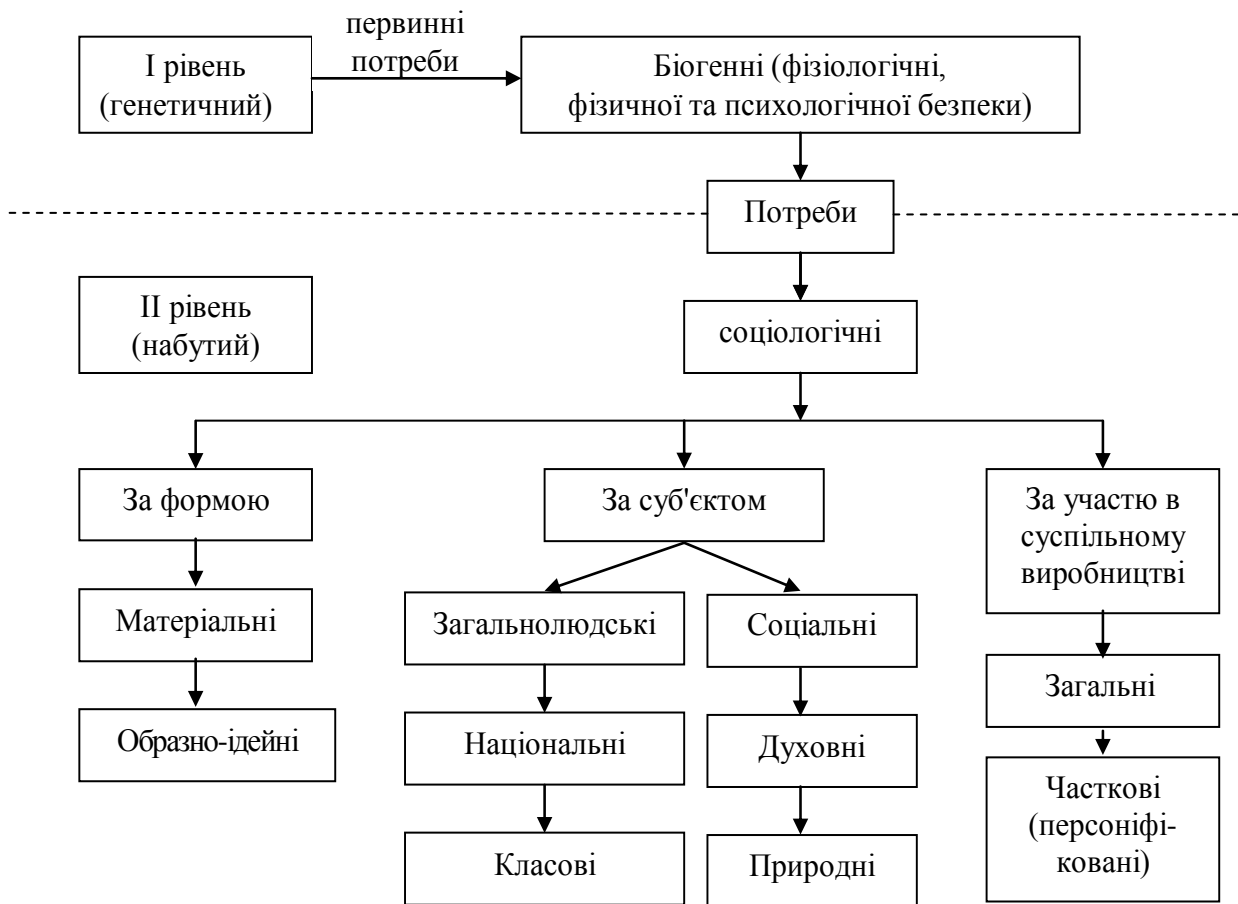 І рівень
(генетичний)
первинні
потреби
Біогенні (фізіологічні,
фізичної та психологічної безпеки)
Потреби
ІІ рівень
(набутий)
соціологічні
За формою
За суб'єктом
За участю в
суспільному
виробництві
Матеріальні
Загальнолюдські
Соціальні
Загальні
Образно-ідейні
Національні
Духовні
Часткові
(персоніфі-
ковані)
Класові
Природні